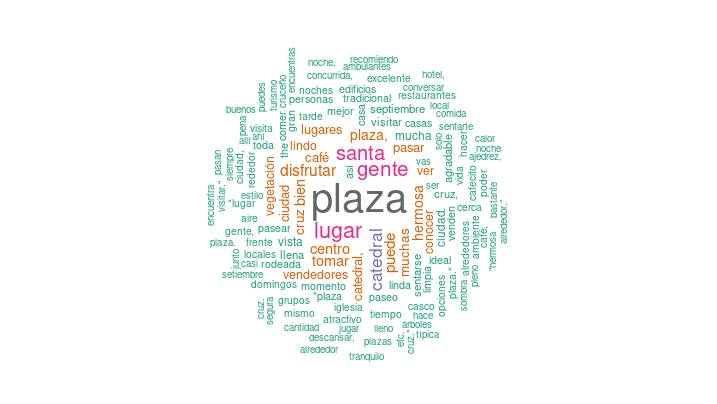 recomiendo
noche,
ambulantes
encuentras
concurrida,
excelente
hotel,
turismo
puedes
cruceño
noches
edificios
conversar
restaurantes
personas
tradicional
buenos
gran
tarde
mejor
casa
septiembre
local
comida
pena
visita
comer
lugares
plaza,
visitar
casas
sentarte
allí
ahí
lindo
mucha
solo
hacer
calor
pasan
siempre
ciudad,
toda
the
café
santa
pasar
agradable
noche
ajedrez,
rededor
vegetación
disfrutar
así
gente
vas
ver
vida
cafecito
poder
encuentra
visitar."
estilo
ciudad
cruz
bien
plaza
hermosa
ser
cruz,
bastante
"lugar
aire
cerca
gente,
pasear
lugar
conocer
ciudad.
venden
café,
alrededor."
plaza.
frente
vista
centro
catedral
puede
muchas
alrededores
ambiente
junto
casi
locales
llena
rodeada
tomar
catedral,
sentarse
limpia
ideal
pleno
"hermosa
setiembre
vendedores
domingos
momento
linda
opciones
plaza,"
sombra
cruz.
segura
grupos
"plaza
paseo
iglesia
casco
mismo
atractivo
tiempo
hace
cantidad
jugar
lleno
árboles
descansar,
plazas
etc.
cruz."
típica
alrededor
tranquilo